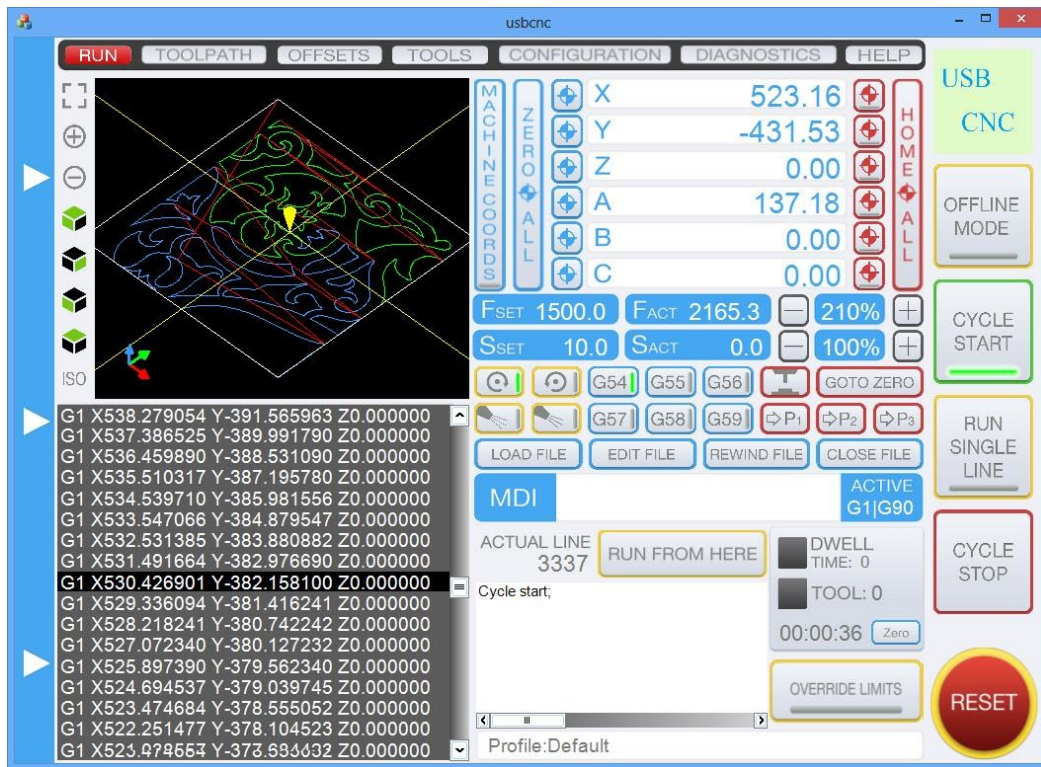 usbcnc
RUN TOOLPATH OFFSETS TOOLS CONFIGURATION DIAGNOSTICS HELP
USB
CNC
ISO
MACHINE COORDS
ZERO ALL
X 523.16
Y -431.53
Z 0.00
A 137.18
B 0.00
C 0.00
HOME ALL
FSET 1500.0 FACT 2165.3 210%
SSET 10.0 SACT 0.0 100%
G54 G55 G56 GOTO ZERO
G57 G58 G59 P1 P2 P3
LOAD FILE EDIT FILE REWIND FILE CLOSE FILE
MDI
ACTIVE
G1|G90
G1 X538.279054 Y-391.565963 Z0.000000
G1 X537.386525 Y-389.991790 Z0.000000
G1 X536.459890 Y-388.531090 Z0.000000
G1 X535.510317 Y-387.195780 Z0.000000
G1 X534.539710 Y-385.981556 Z0.000000
G1 X533.547066 Y-384.879547 Z0.000000
G1 X532.531385 Y-383.880882 Z0.000000
G1 X531.491664 Y-382.976690 Z0.000000
G1 X530.426901 Y-382.158100 Z0.000000
G1 X529.336094 Y-381.416241 Z0.000000
G1 X528.218241 Y-380.742242 Z0.000000
G1 X527.072340 Y-380.127232 Z0.000000
G1 X525.897390 Y-379.562340 Z0.000000
G1 X524.694537 Y-379.039745 Z0.000000
G1 X523.474684 Y-378.555052 Z0.000000
G1 X522.251477 Y-378.104523 Z0.000000
G1 Z0.000000
ACTUAL LINE
3337
RUN FROM HERE
Cycle start;
DWELL
TIME: 0
TOOL: 0
00:00:36 Zero
OVERRIDE LIMITS
Profile:Default
OFFLINE
MODE
CYCLE
START
RUN
SINGLE
LINE
CYCLE
STOP
RESET